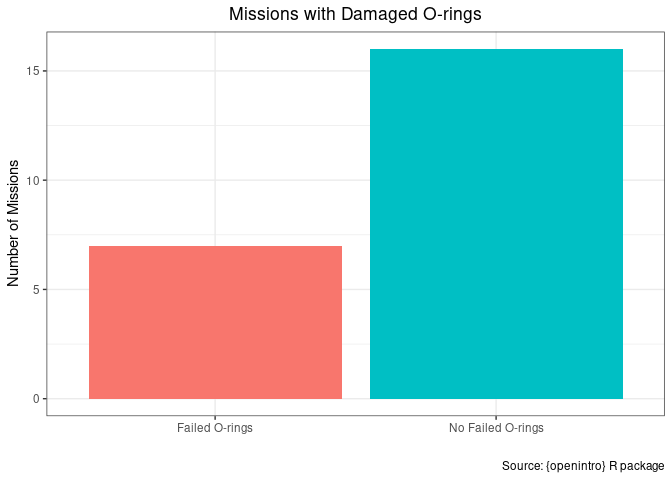 Missions with Damaged O-rings
Number of Missions
15
10
5
0
Failed O-rings
No Failed O-rings
Source: {openintro} R package